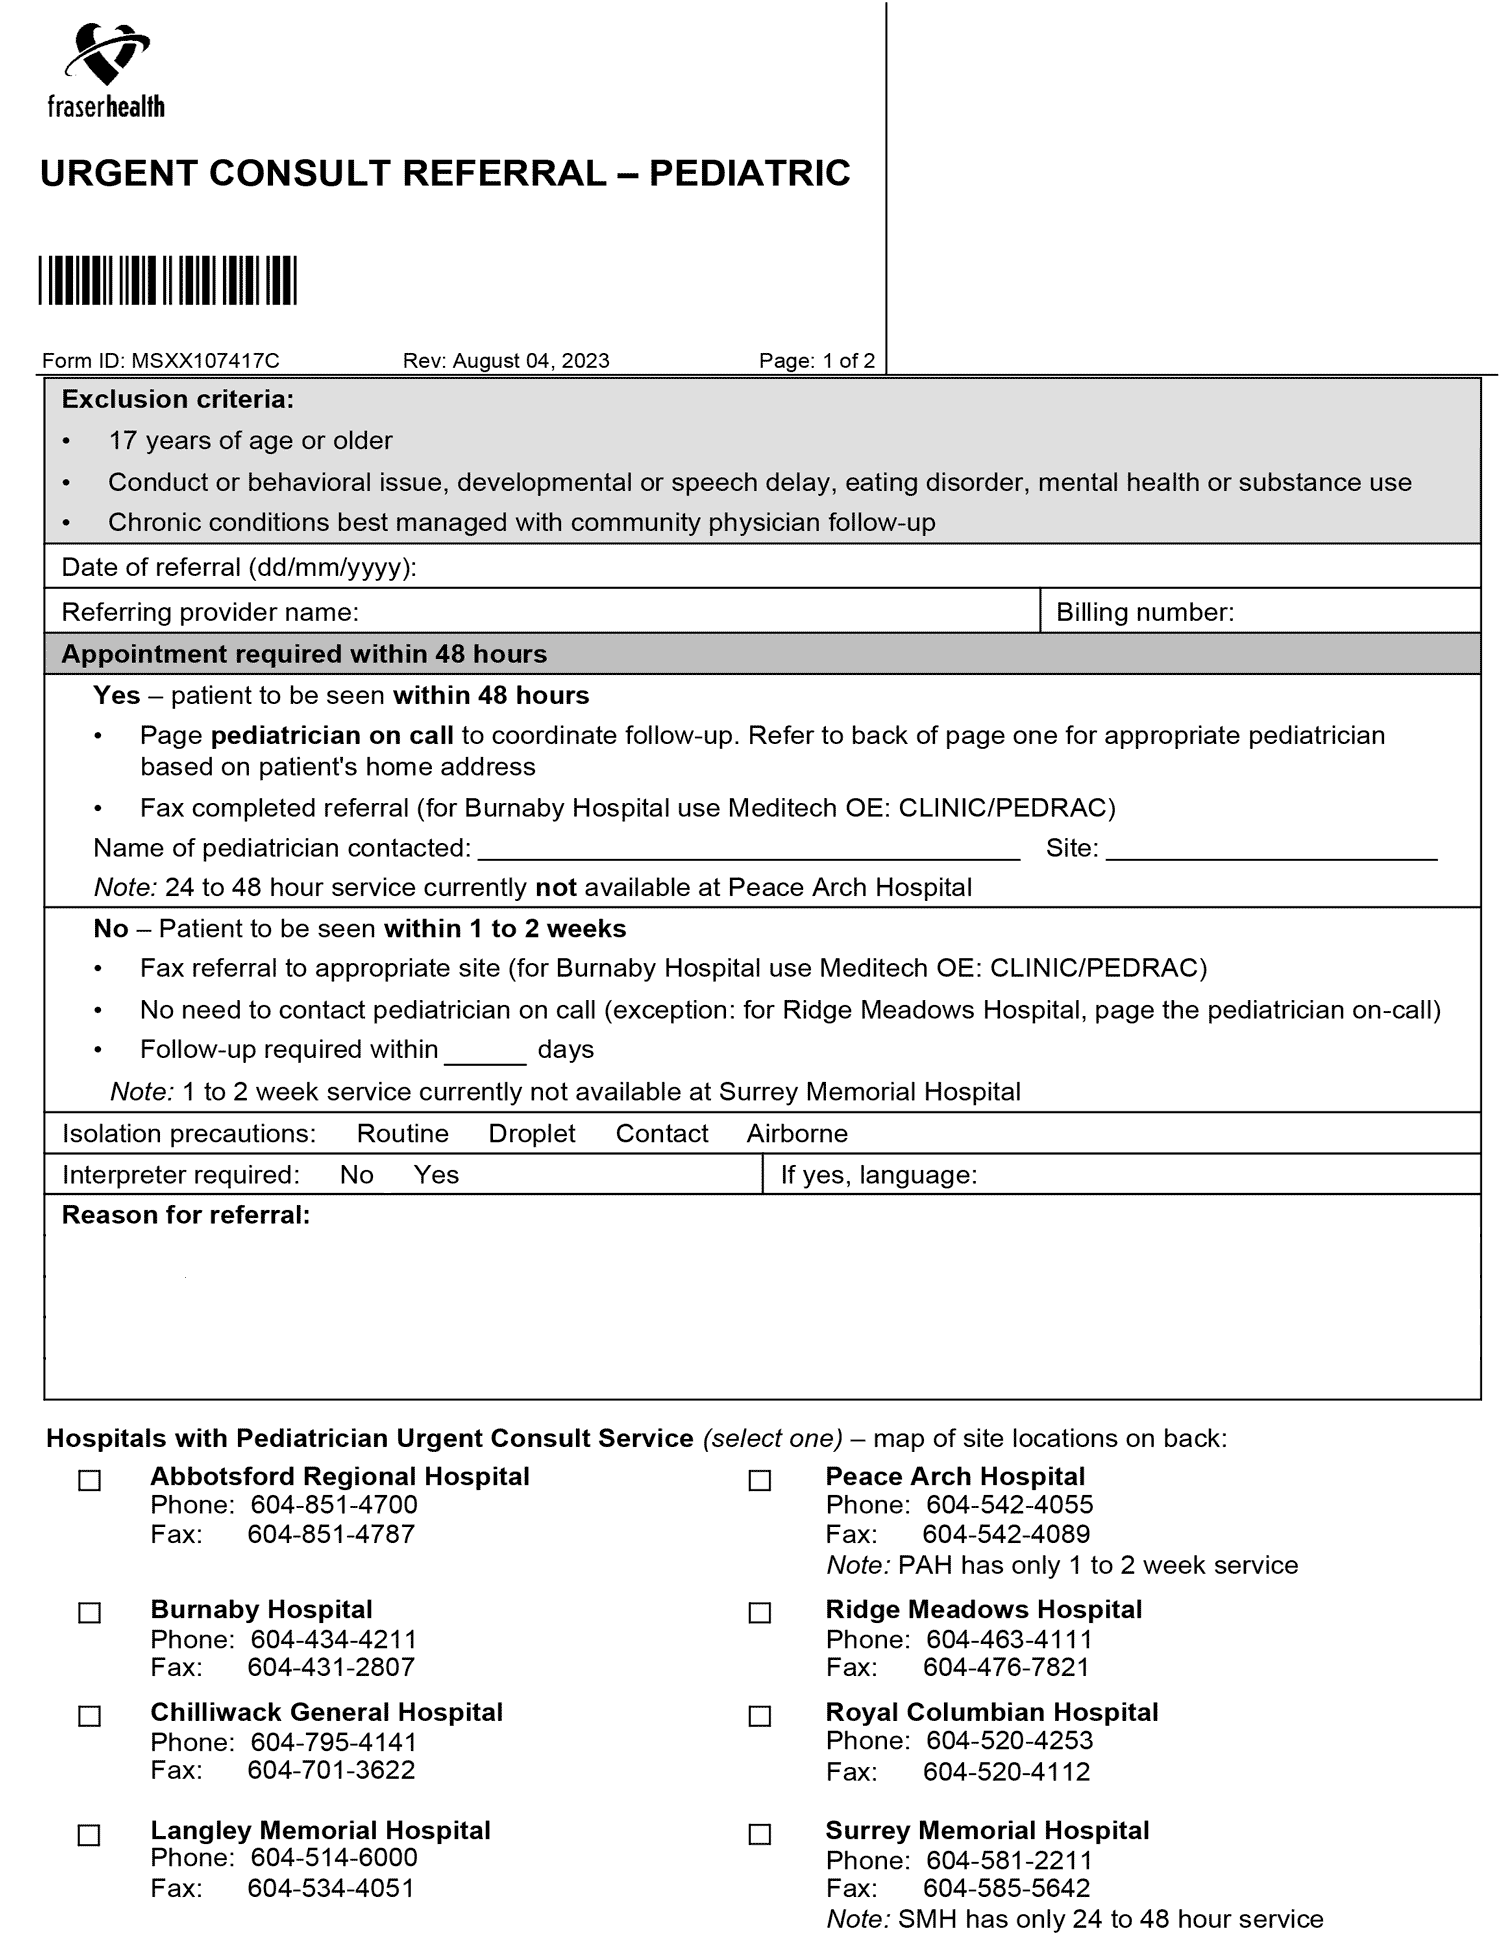 fraserhealth
URGENT CONSULT REFERRAL – PEDIATRIC
Form ID: MSXX107417C Rev: August 04, 2023 Page: 1 of 2
Exclusion criteria:
• 17 years of age or older
• Conduct or behavioral issue, developmental or speech delay, eating disorder, mental health or substance use
• Chronic conditions best managed with community physician follow-up
Date of referral (dd/mm/yyyy):
Referring provider name: Billing number:
Appointment required within 48 hours
Yes – patient to be seen within 48 hours
• Page pediatrician on call to coordinate follow-up. Refer to back of page one for appropriate pediatrician
based on patient's home address
• Fax completed referral (for Burnaby Hospital use Meditech OE: CLINIC/PEDRAC)
Name of pediatrician contacted: Site:
Note: 24 to 48 hour service currently not available at Peace Arch Hospital
No – Patient to be seen within 1 to 2 weeks
• Fax referral to appropriate site (for Burnaby Hospital use Meditech OE: CLINIC/PEDRAC)
• No need to contact pediatrician on call (exception: for Ridge Meadows Hospital, page the pediatrician on-call)
• Follow-up required within ______ days
Note: 1 to 2 week service currently not available at Surrey Memorial Hospital
Isolation precautions: Routine Droplet Contact Airborne
Interpreter required: No Yes If yes, language:
Reason for referral:
Hospitals with Pediatrician Urgent Consult Service (select one) – map of site locations on back:
Abbotsford Regional Hospital
Phone: 604-851-4700
Fax: 604-851-4787
Peace Arch Hospital
Phone: 604-542-4055
Fax: 604-542-4089
Note: PAH has only 1 to 2 week service
Burnaby Hospital
Phone: 604-434-4211
Fax: 604-431-2807
Ridge Meadows Hospital
Phone: 604-463-4111
Fax: 604-476-7821
Chilliwack General Hospital
Phone: 604-795-4141
Fax: 604-701-3622
Royal Columbian Hospital
Phone: 604-520-4253
Fax: 604-520-4112
Langley Memorial Hospital
Phone: 604-514-6000
Fax: 604-534-4051
Surrey Memorial Hospital
Phone: 604-581-2211
Fax: 604-585-5642
Note: SMH has only 24 to 48 hour service